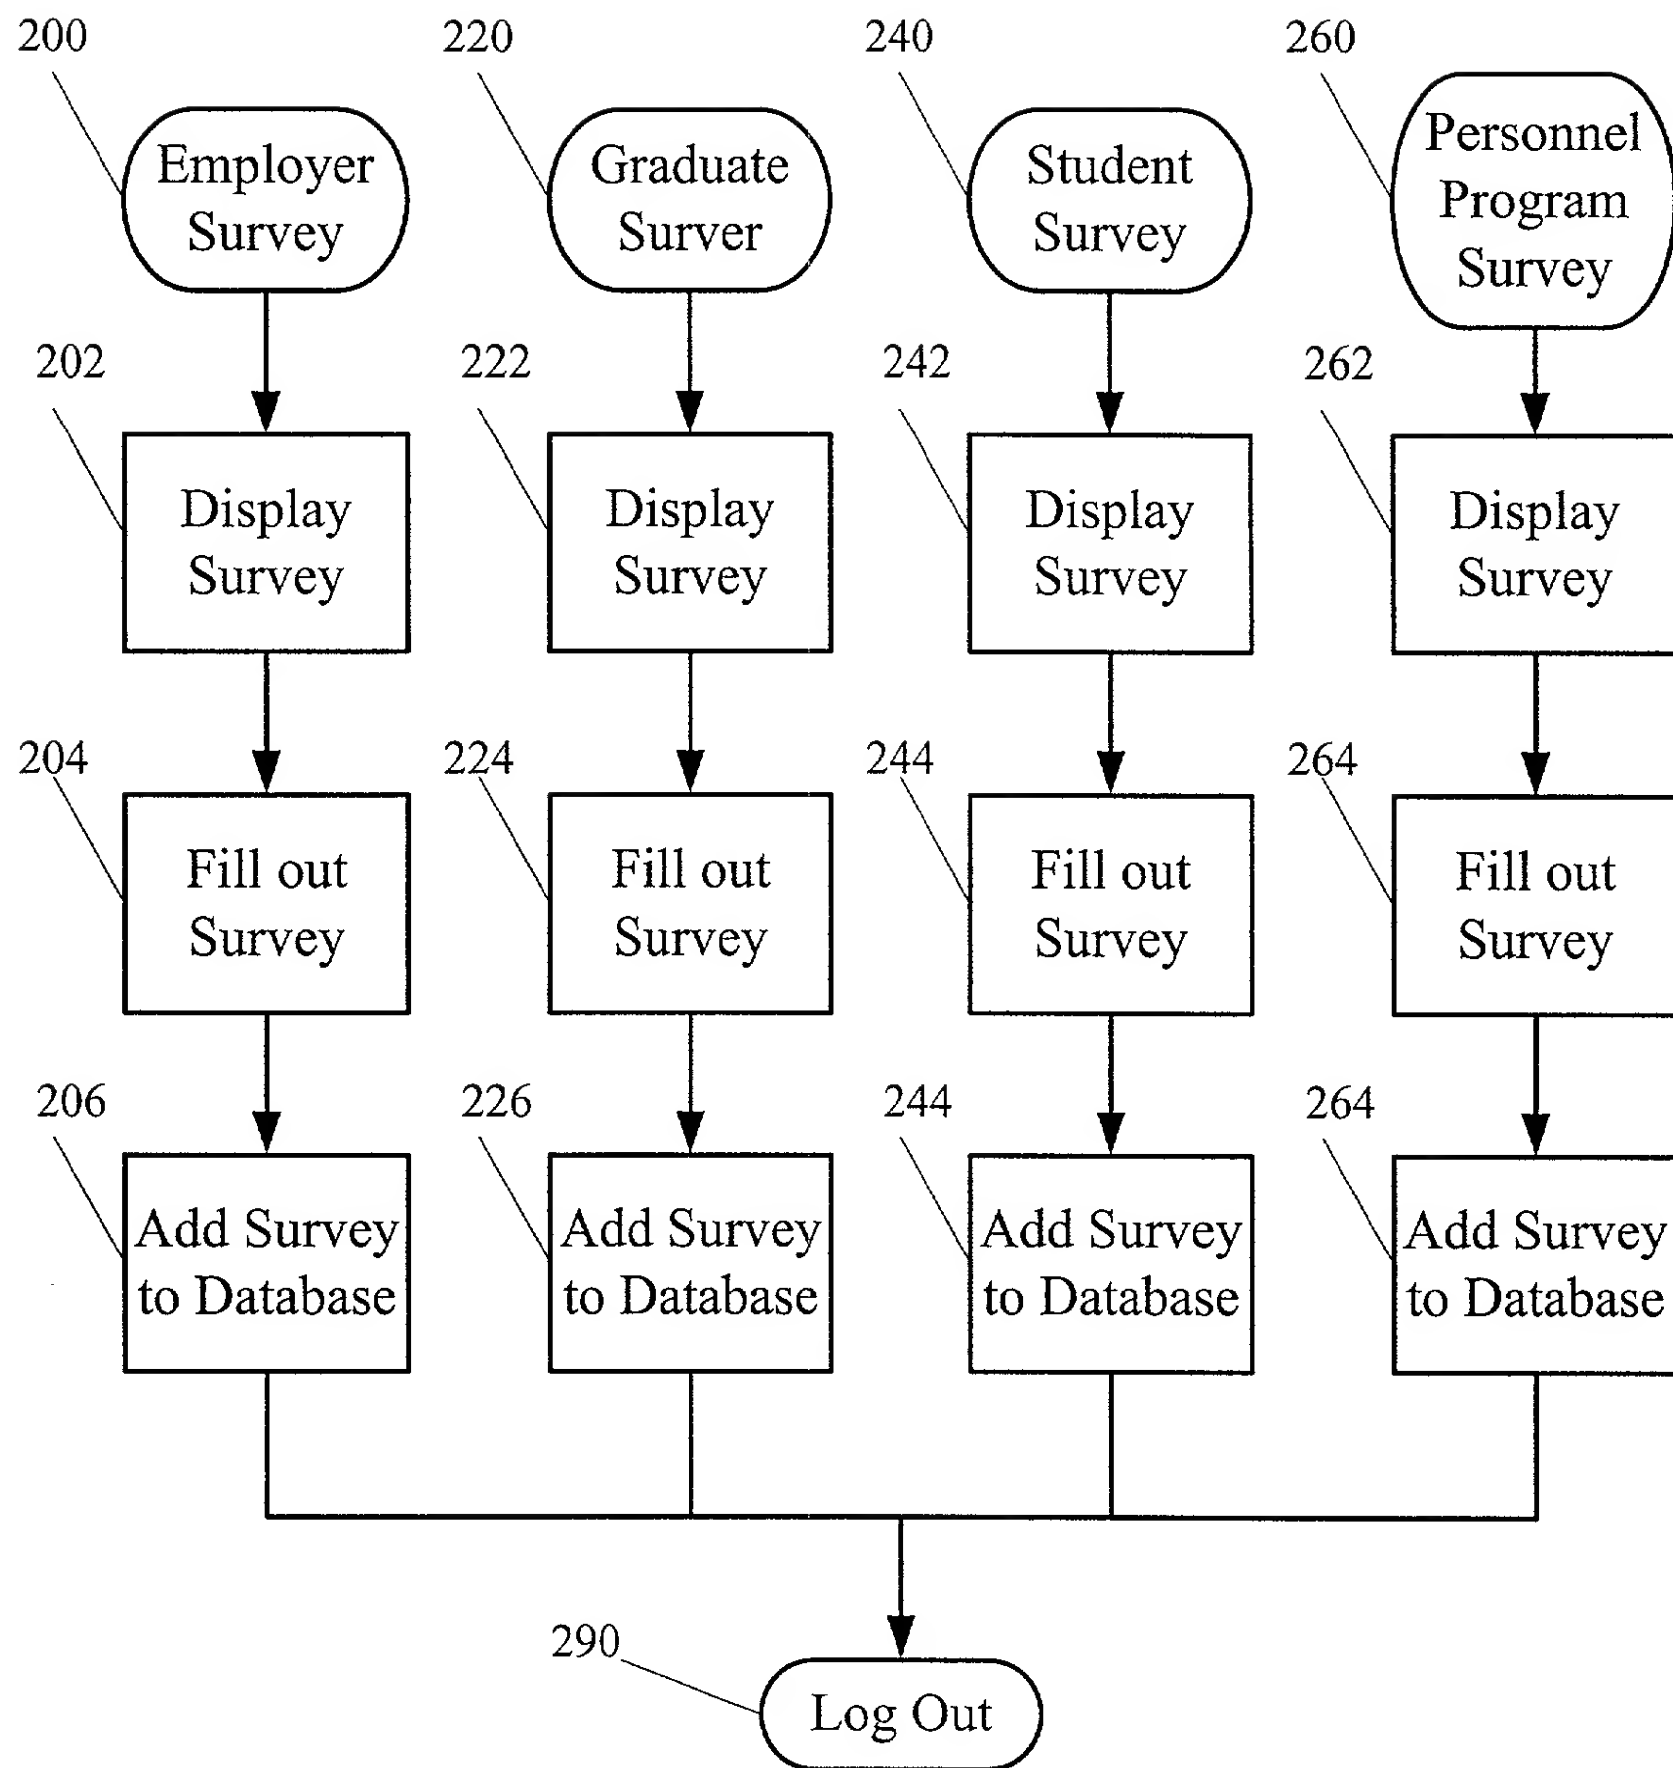 200
220
240
260
Employer
Survey
Graduate
Surver
Student
Survey
Personnel
Program
Survey
202
222
242
262
Display
Survey
Display
Survey
Display
Survey
Display
Survey
204
224
244
264
Fill out
Survey
Fill out
Survey
Fill out
Survey
Fill out
Survey
206
226
244
264
Add Survey
to Database
Add Survey
to Database
Add Survey
to Database
Add Survey
to Database
290
Log Out